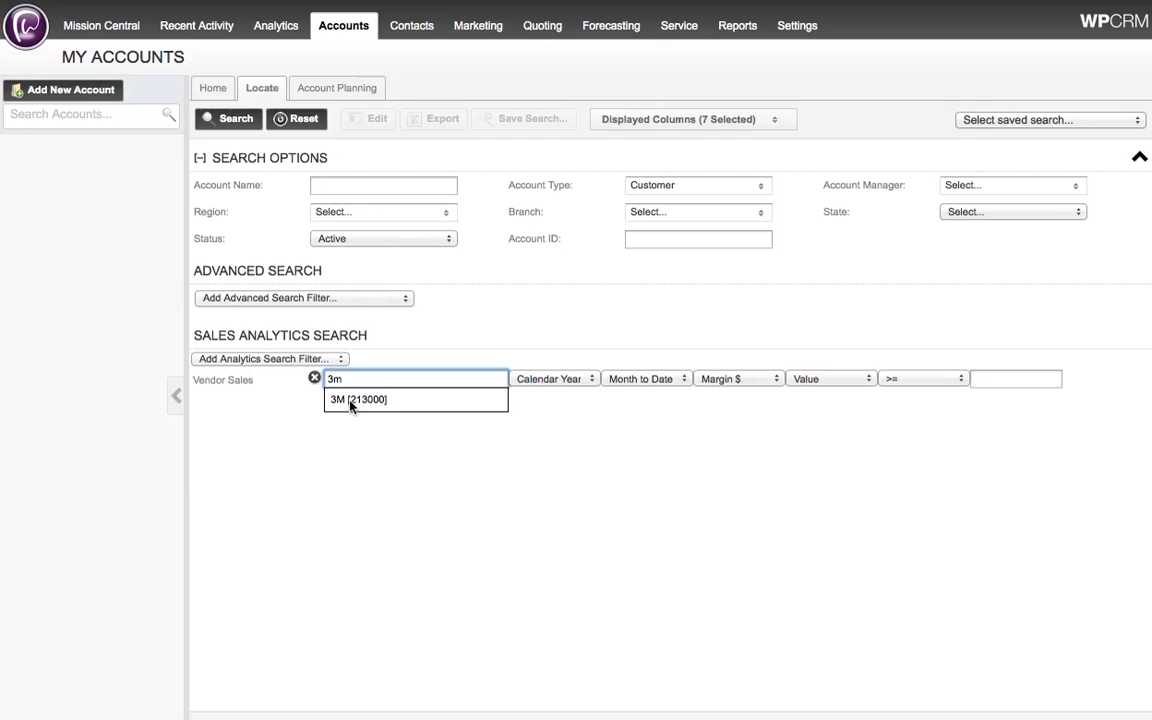 Mission Central Recent Activity Analytics Accounts Contacts Marketing Quoting Forecasting Service Reports Settings WPCRM
MY ACCOUNTS
Add New Account
Search Accounts...
Home Locate Account Planning
Search Reset Edit Export Save Search... Displayed Columns (7 Selected) Select saved search...
[-] SEARCH OPTIONS
Account Name: Account Type: Customer Account Manager: Select...
Region: Select... Branch: Select... State: Select...
Status: Active Account ID:
ADVANCED SEARCH
Add Advanced Search Filter...
SALES ANALYTICS SEARCH
Add Analytics Search Filter...
Vendor Sales 3m Calendar Year Month to Date Margin $ Value >=
3M [213000]